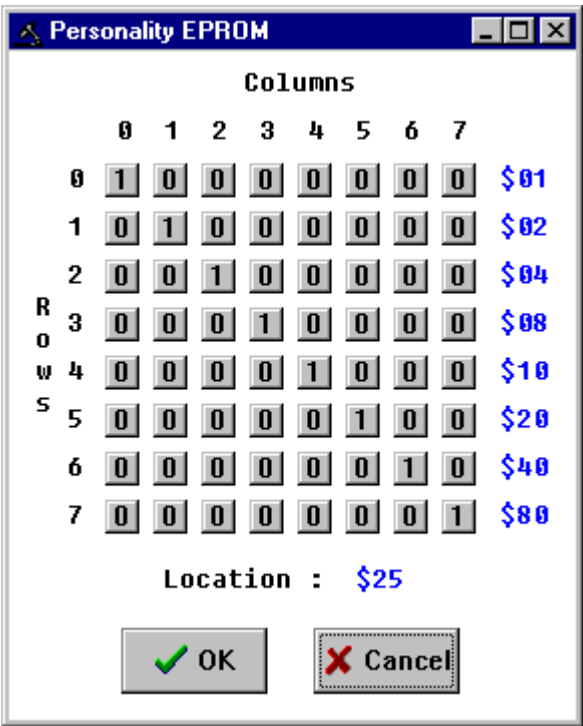 Personality EPROM
Columns
0 1 2 3 4 5 6 7
0 1 0 0 0 0 0 0 0 $01
1 0 1 0 0 0 0 0 0 $02
2 0 0 1 0 0 0 0 0 $04
3 0 0 0 1 0 0 0 0 $08
4 0 0 0 0 1 0 0 0 $10
5 0 0 0 0 0 1 0 0 $20
6 0 0 0 0 0 0 1 0 $40
7 0 0 0 0 0 0 0 1 $80
Rows
Location : $25
OK Cancel